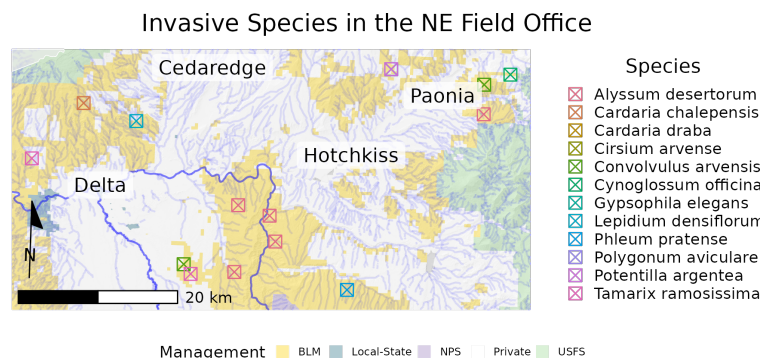 Invasive Species in the NE Field Office
Cedaredge
Paonia
Hotchkiss
Delta
N
20 km
Species
Alyssum desertorum
Cardaria chalepensis
Cardaria draba
Cirsium arvense
Convolvulus arvensis
Cynoglossum officina
Gypsophila elegans
Lepidium densiflorum
Phleum pratense
Polygonum aviculare
Potentilla argentea
Tamarix ramosissima
Management BLM Local-State NPS Private USFS